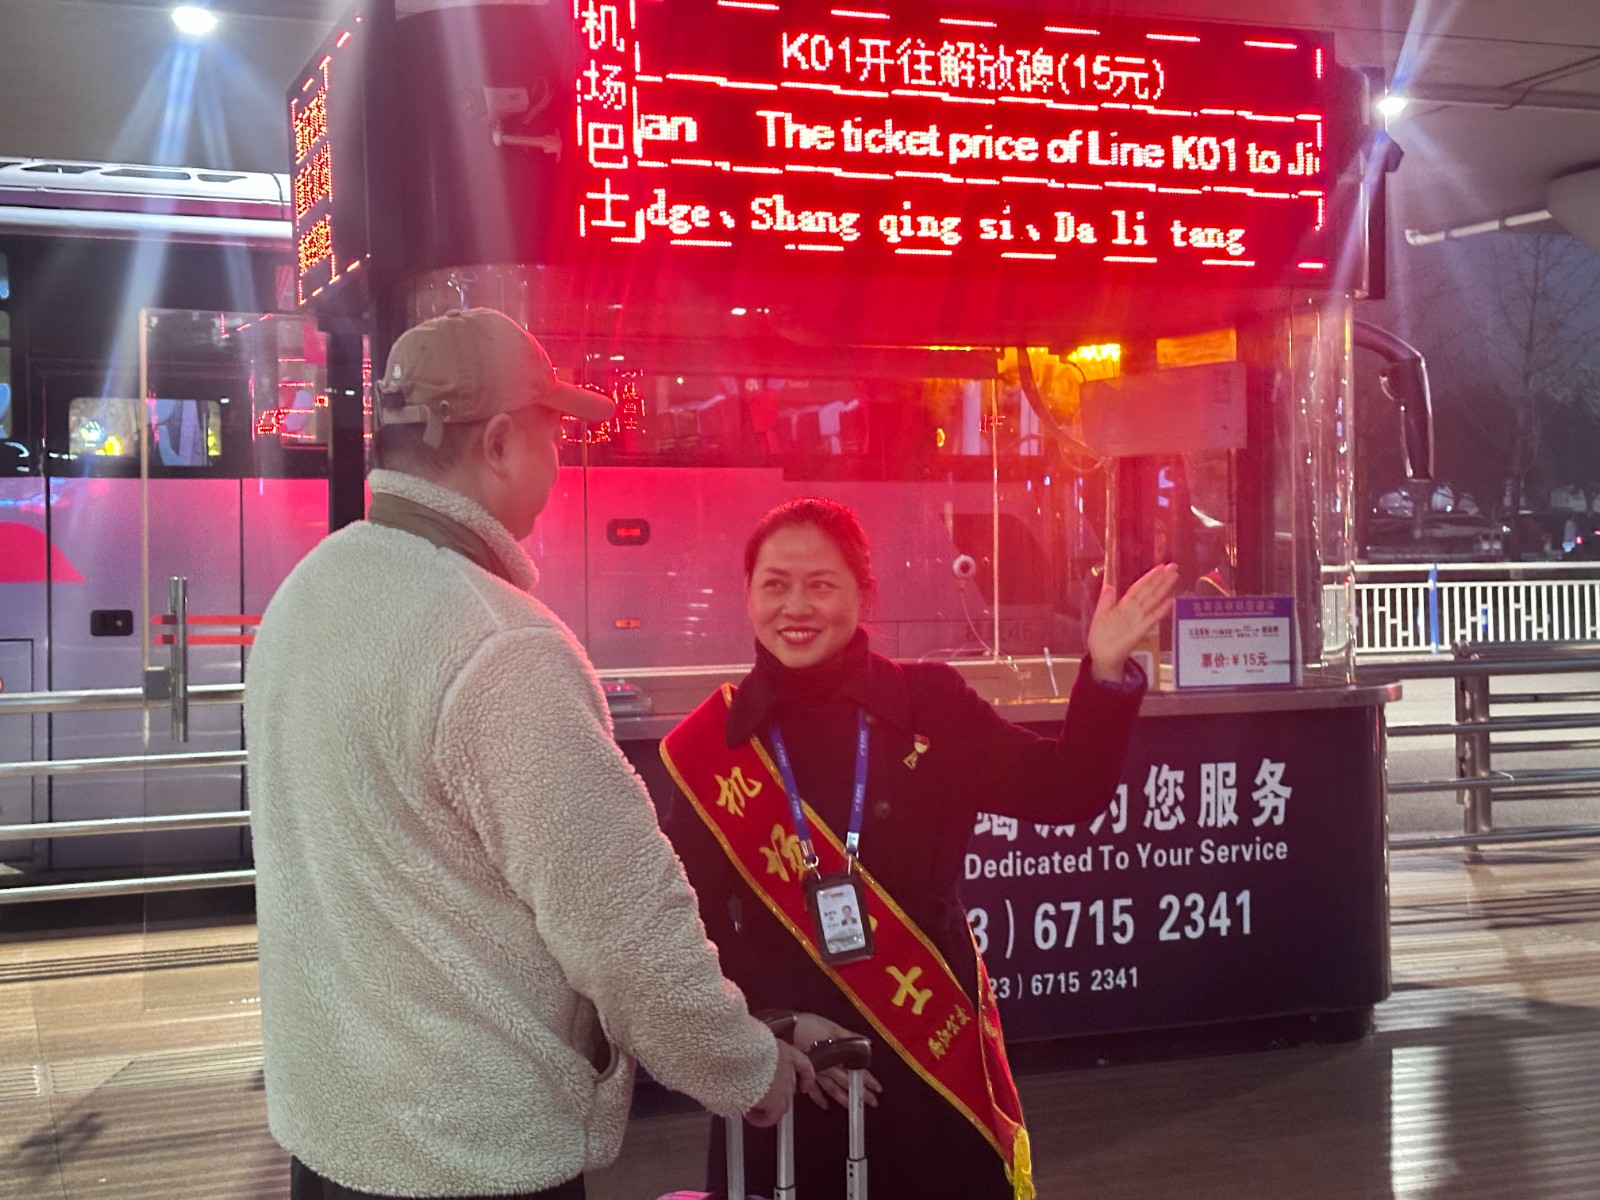 机场巴士
K01开往解放碑(15元)
ian The ticket price of Line K01 to Ji
dge、Shang qing si、Da li tang
票价:¥15元
为您服务
Dedicated To Your Service
3) 6715 2341
23) 6715 2341
机场 士